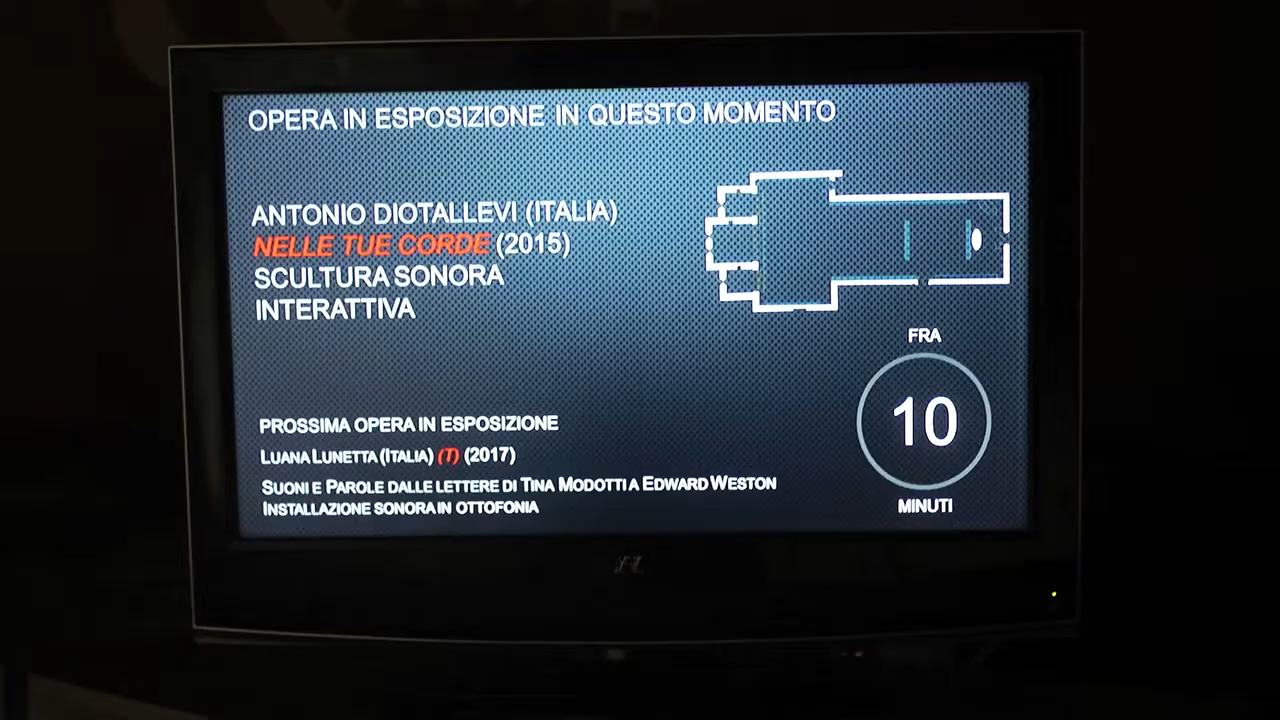 OPERA IN ESPOSIZIONE IN QUESTO MOMENTO
ANTONIO DIOTALLEVI (ITALIA)
NELLE TUE CORDE (2015)
SCULTURA SONORA
INTERATTIVA
FRA
10
MINUTI
PROSSIMA OPERA IN ESPOSIZIONE
LUANA LUNETTA (ITALIA) (T) (2017)
SUONI E PAROLE DALLE LETTERE DI TINA MODOTTI A EDWARD WESTON
INSTALLAZIONE SONORA IN OTTOFONIA